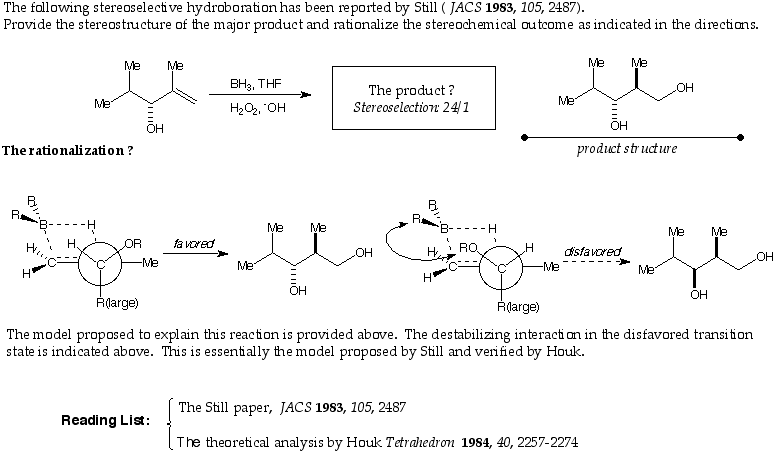 The following stereoselective hydroboration has been reported by Still ( JACS 1983, 105, 2487).
Provide the stereostructure of the major product and rationalize the stereochemical outcome as indicated in the directions.
Me Me
Me
OH
BH3, THF
H2O2, -OH
The product ?
Stereoselection: 24/1
Me Me
Me OH
OH
product structure
The rationalization ?
R
R B H
H H OR
H C C Me
R(large)
favored
Me Me
Me OH
OH
R
R B H
H RO H
H C C Me
R(large)
disfavored
Me Me
Me OH
OH
The model proposed to explain this reaction is provided above. The destabilizing interaction in the disfavored transition
state is indicated above. This is essentially the model proposed by Still and verified by Houk.
Reading List:
The Still paper, JACS 1983, 105, 2487
The theoretical analysis by Houk Tetrahedron 1984, 40, 2257-2274